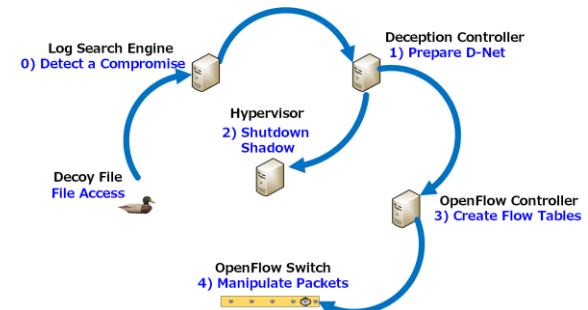 Log Search Engine
0) Detect a Compromise
Deception Controller
1) Prepare D-Net
Hypervisor
2) Shutdown
Shadow
Decoy File
File Access
OpenFlow Controller
3) Create Flow Tables
OpenFlow Switch
4) Manipulate Packets